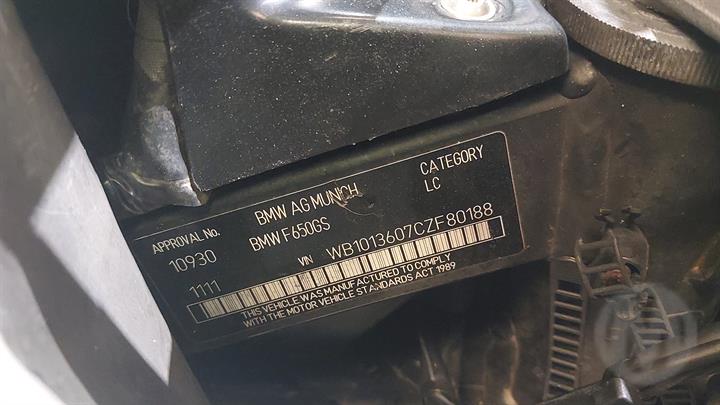 APPROVAL No. BMW AG MUNICH CATEGORY
10930 BMW F650GS LC
1111 VIN WB1013607CZF80188
THIS VEHICLE WAS MANUFACTURED TO COMPLY
WITH THE MOTOR VEHICLE STANDARDS ACT 1989